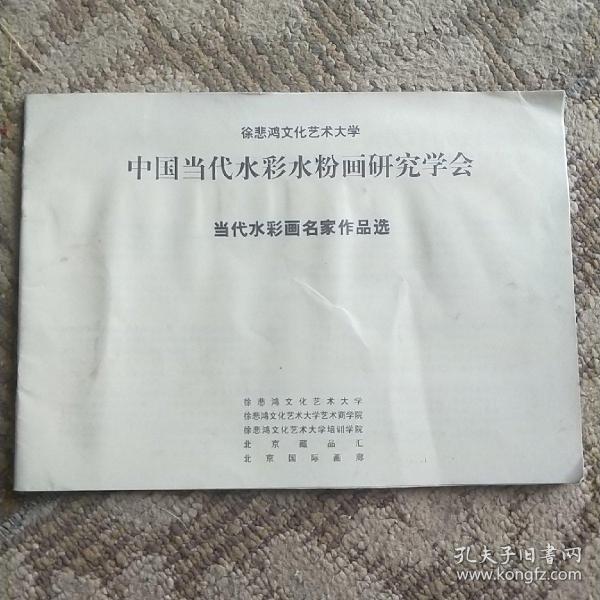 徐悲鸿文化艺术大学
中国当代水彩水粉画研究学会
当代水彩画名家作品选
徐悲鸿文化艺术大学
徐悲鸿文化艺术大学艺术商学院
徐悲鸿文化艺术大学培训学院
北京藏品汇
北京国际画廊
孔夫子旧书网
www.kongfz.com